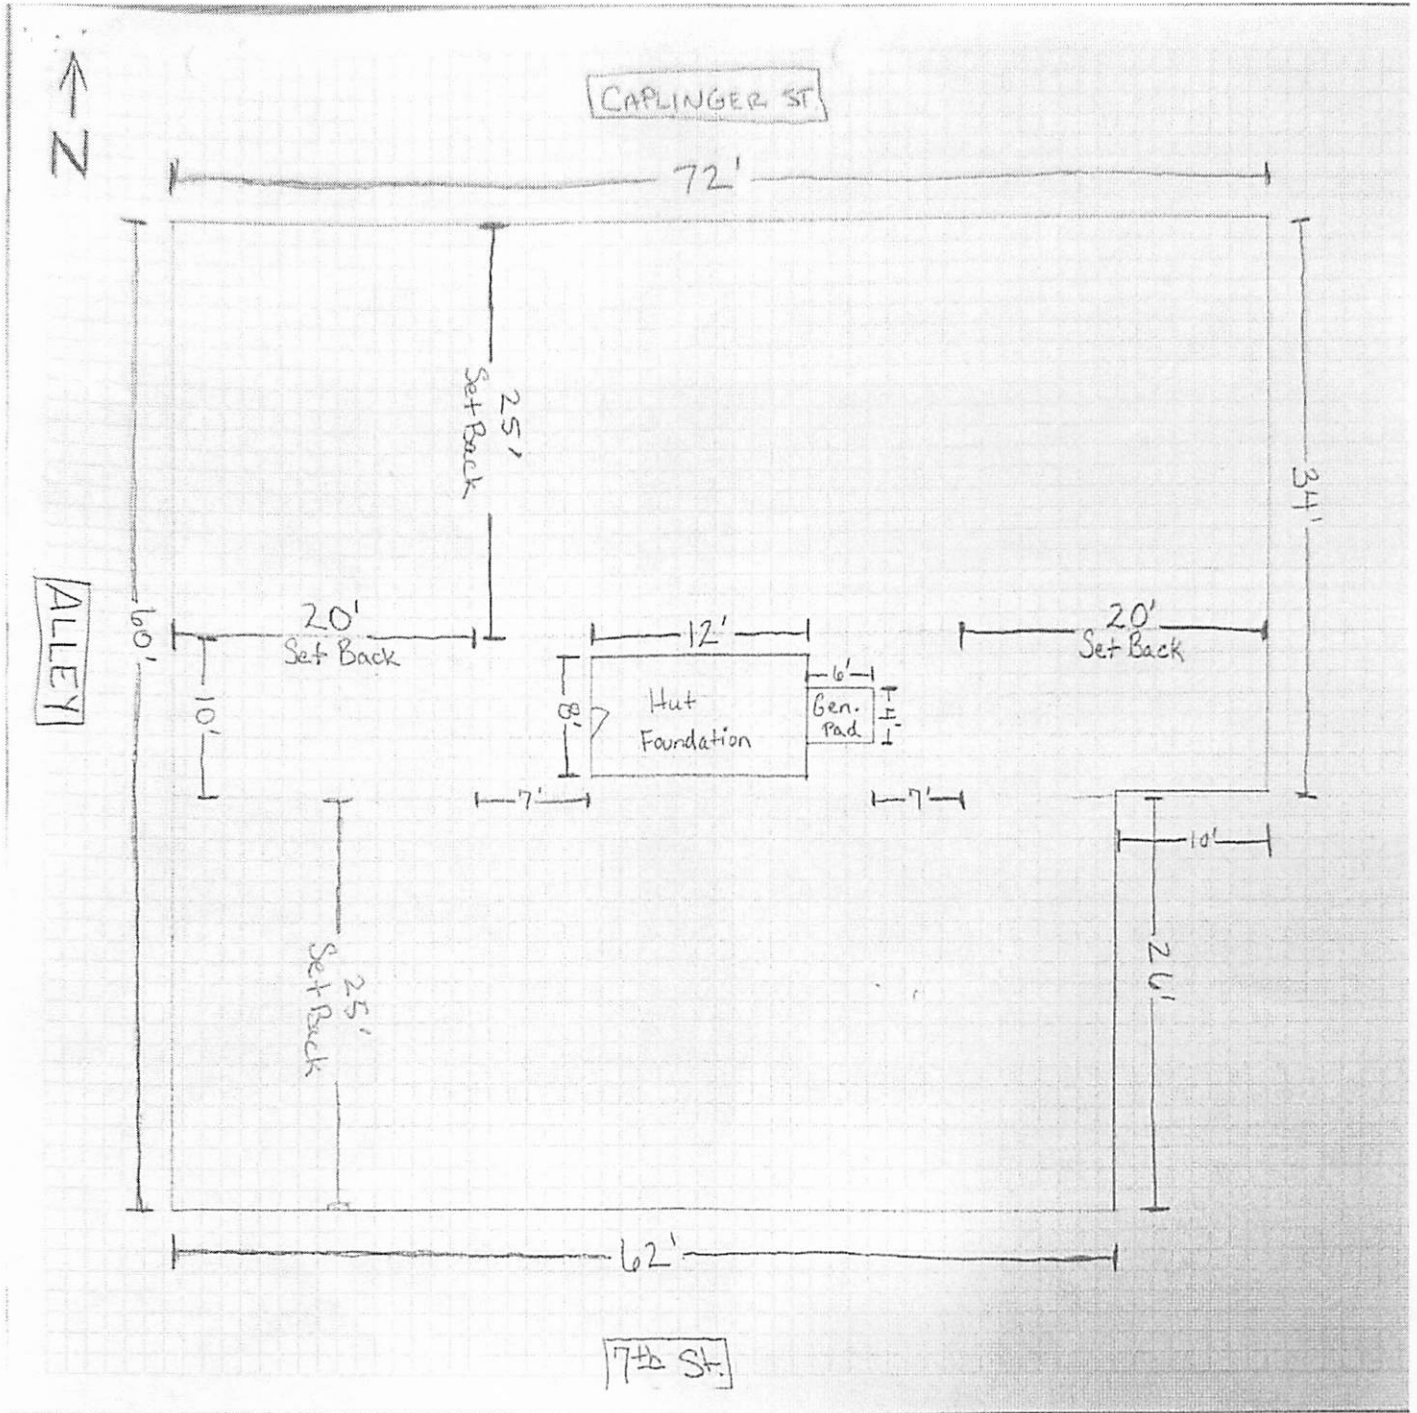 N
CAPLINGER ST
72'
25'
Set Back
34'
ALLEY
60'
20'
Set Back
12'
20'
Set Back
10'
8'
Hut
Foundation
6'
Gen.
Pad
4'
7'
7'
10'
25'
Set Back
26'
62'
7th St.